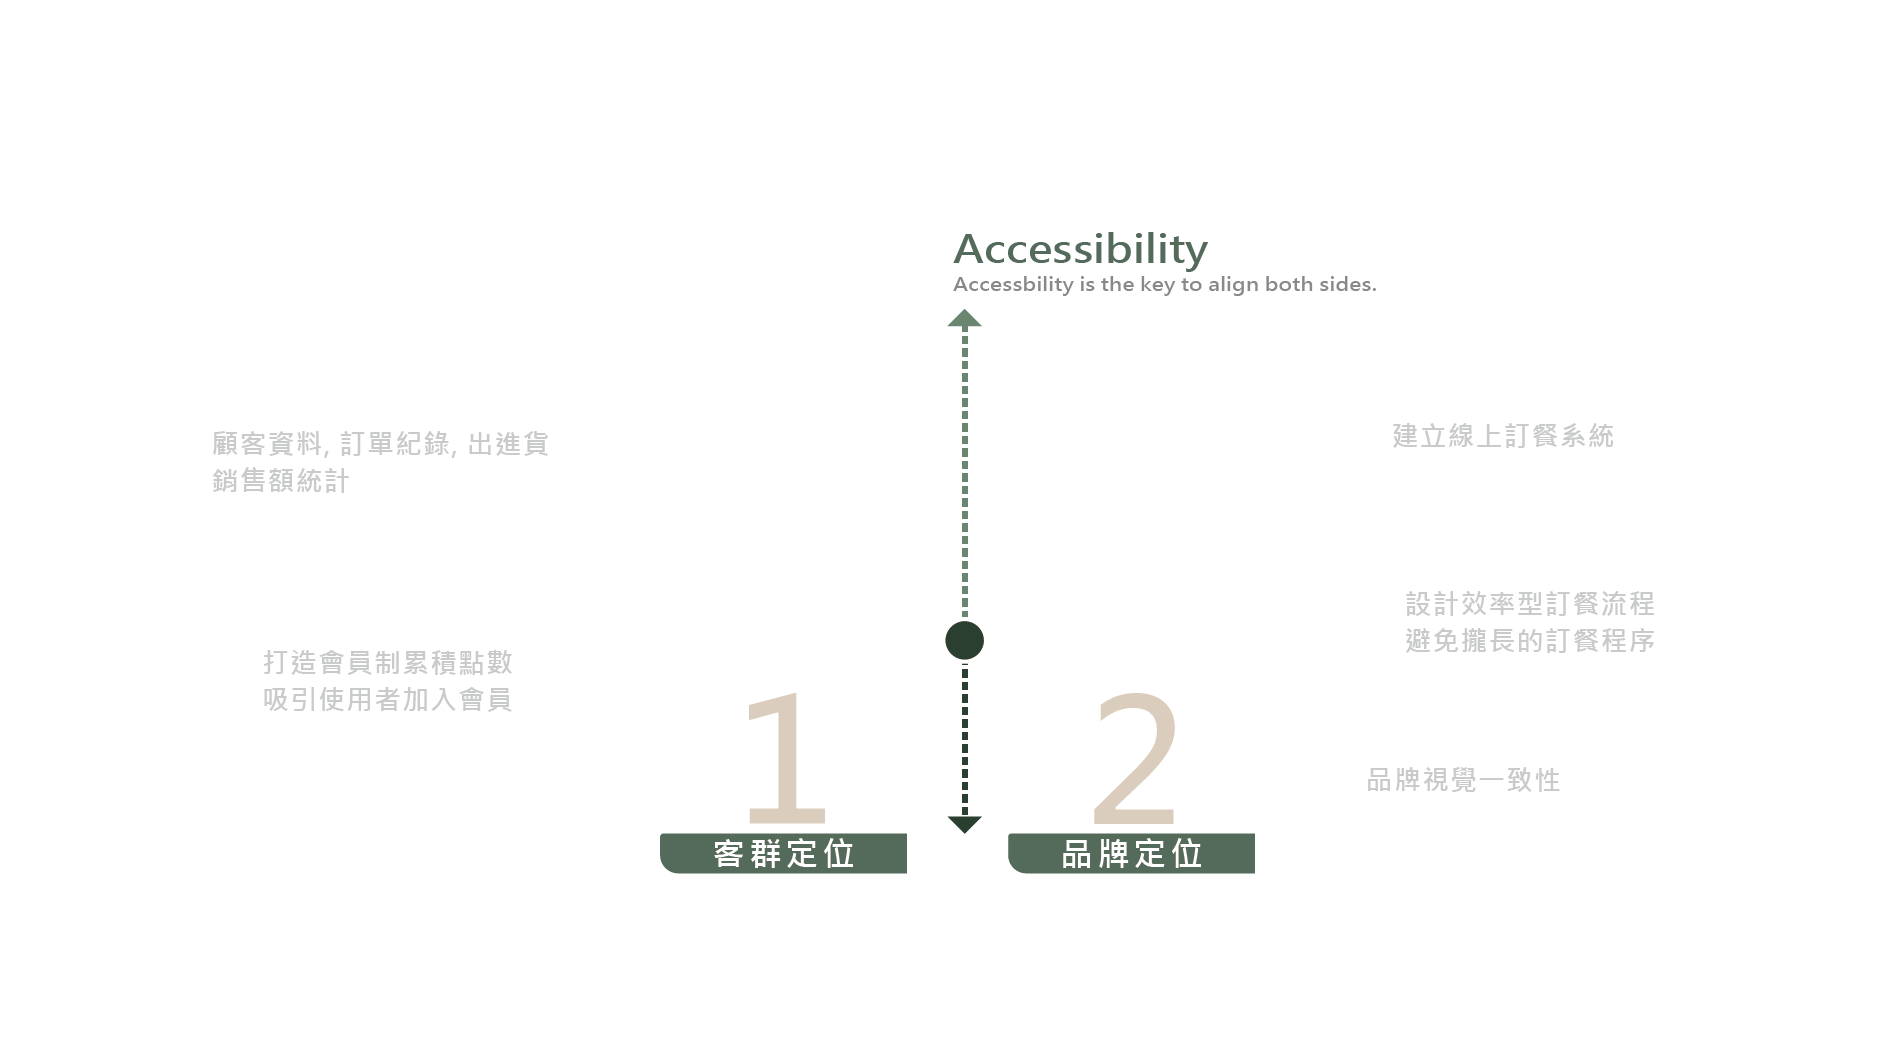 Accessibility
Accessbility is the key to align both sides.
顧客資料, 訂單紀錄, 出進貨
銷售額統計
打造會員制累積點數
吸引使用者加入會員
建立線上訂餐系統
設計效率型訂餐流程
避免攏長的訂餐程序
品牌視覺一致性
1
客群定位
2
品牌定位